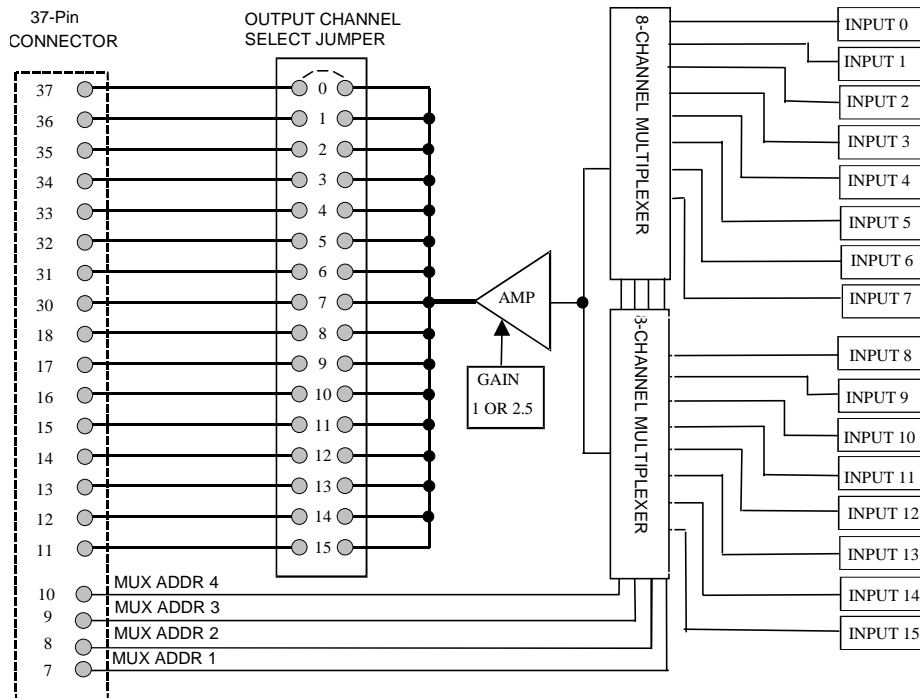 37-Pin
CONNECTOR
OUTPUT CHANNEL
SELECT JUMPER
37
36
35
34
33
32
31
30
18
17
16
15
14
13
12
11
10
9
8
7
0
1
2
3
4
5
6
7
8
9
10
11
12
13
14
15
MUX ADDR 4
MUX ADDR 3
MUX ADDR 2
MUX ADDR 1
AMP
GAIN
1 OR 2.5
8-CHANNEL MULTIPLEXER
8-CHANNEL MULTIPLEXER
INPUT 0
INPUT 1
INPUT 2
INPUT 3
INPUT 4
INPUT 5
INPUT 6
INPUT 7
INPUT 8
INPUT 9
INPUT 10
INPUT 11
INPUT 12
INPUT 13
INPUT 14
INPUT 15